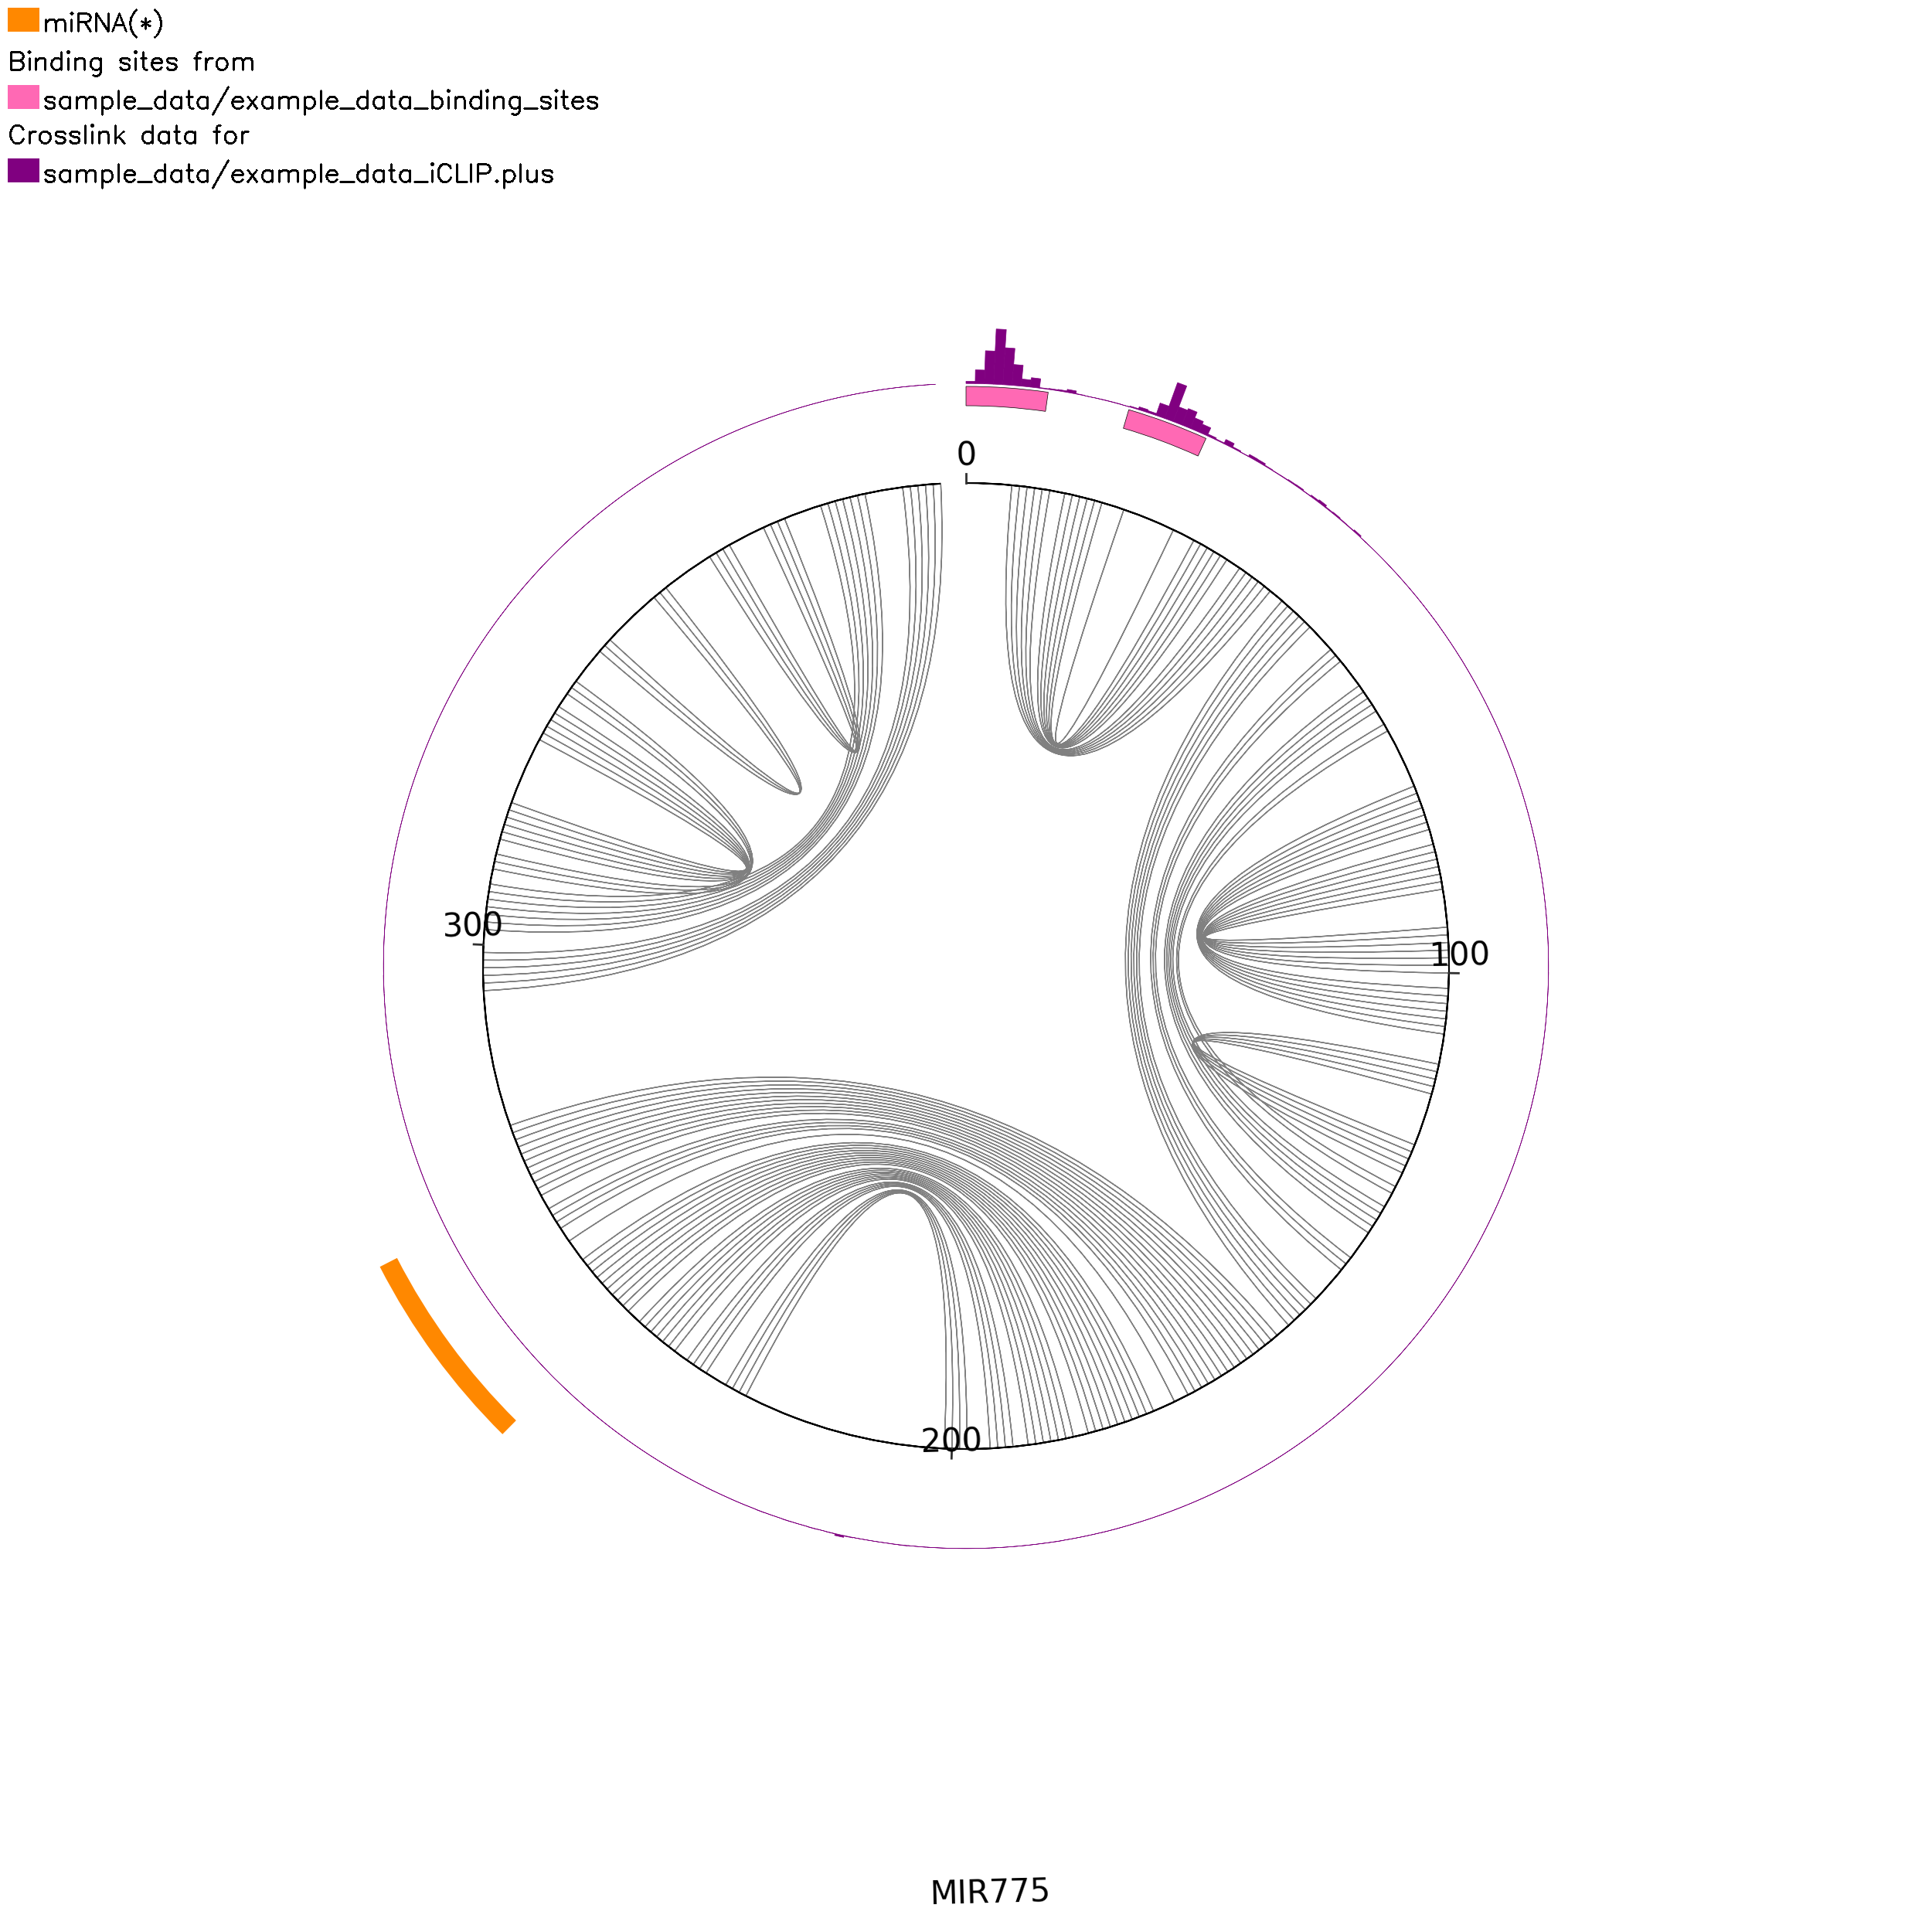 miRNA(*)
Binding sites from
sample_data/example_data_binding_sites
Crosslink data for
sample_data/example_data_iCLIP.plus
0
300
100
200
MIR775